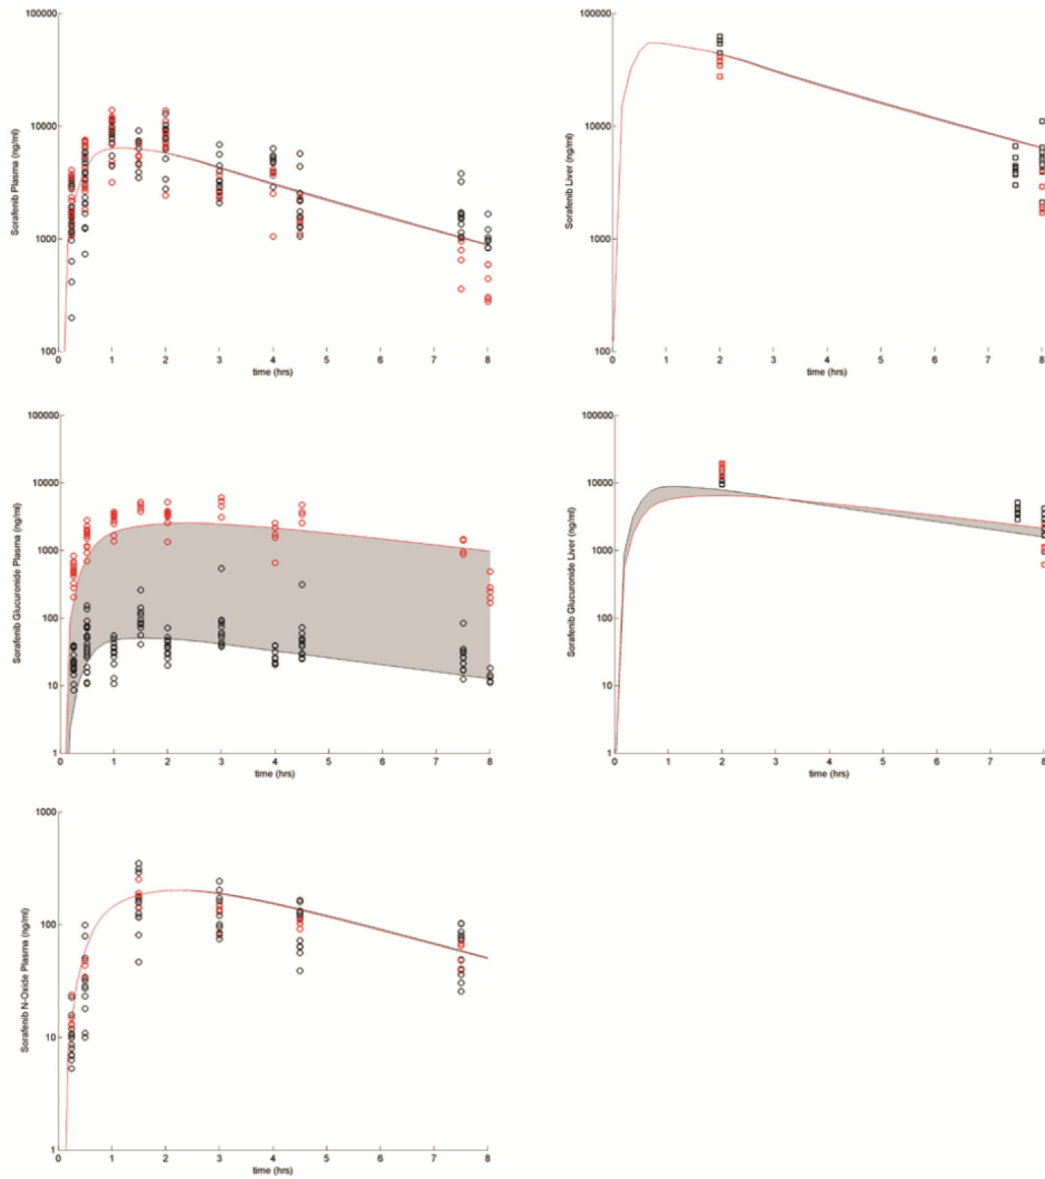 100000
10000
1000
100
Sorafenib Plasma (ng/ml)
0 1 2 3 4 5 6 7 8
time (hrs)
100000
10000
1000
100
Sorafenib Liver (ng/ml)
0 1 2 3 4 5 6 7 8
time (hrs)
100000
10000
1000
100
10
1
Sorafenib Glucuronide Plasma (ng/ml)
0 1 2 3 4 5 6 7 8
time (hrs)
100000
10000
1000
100
10
1
Sorafenib Glucuronide Liver (ng/ml)
0 1 2 3 4 5 6 7 8
time (hrs)
1000
100
10
1
Sorafenib N-Oxide Plasma (ng/ml)
0 1 2 3 4 5 6 7 8
time (hrs)